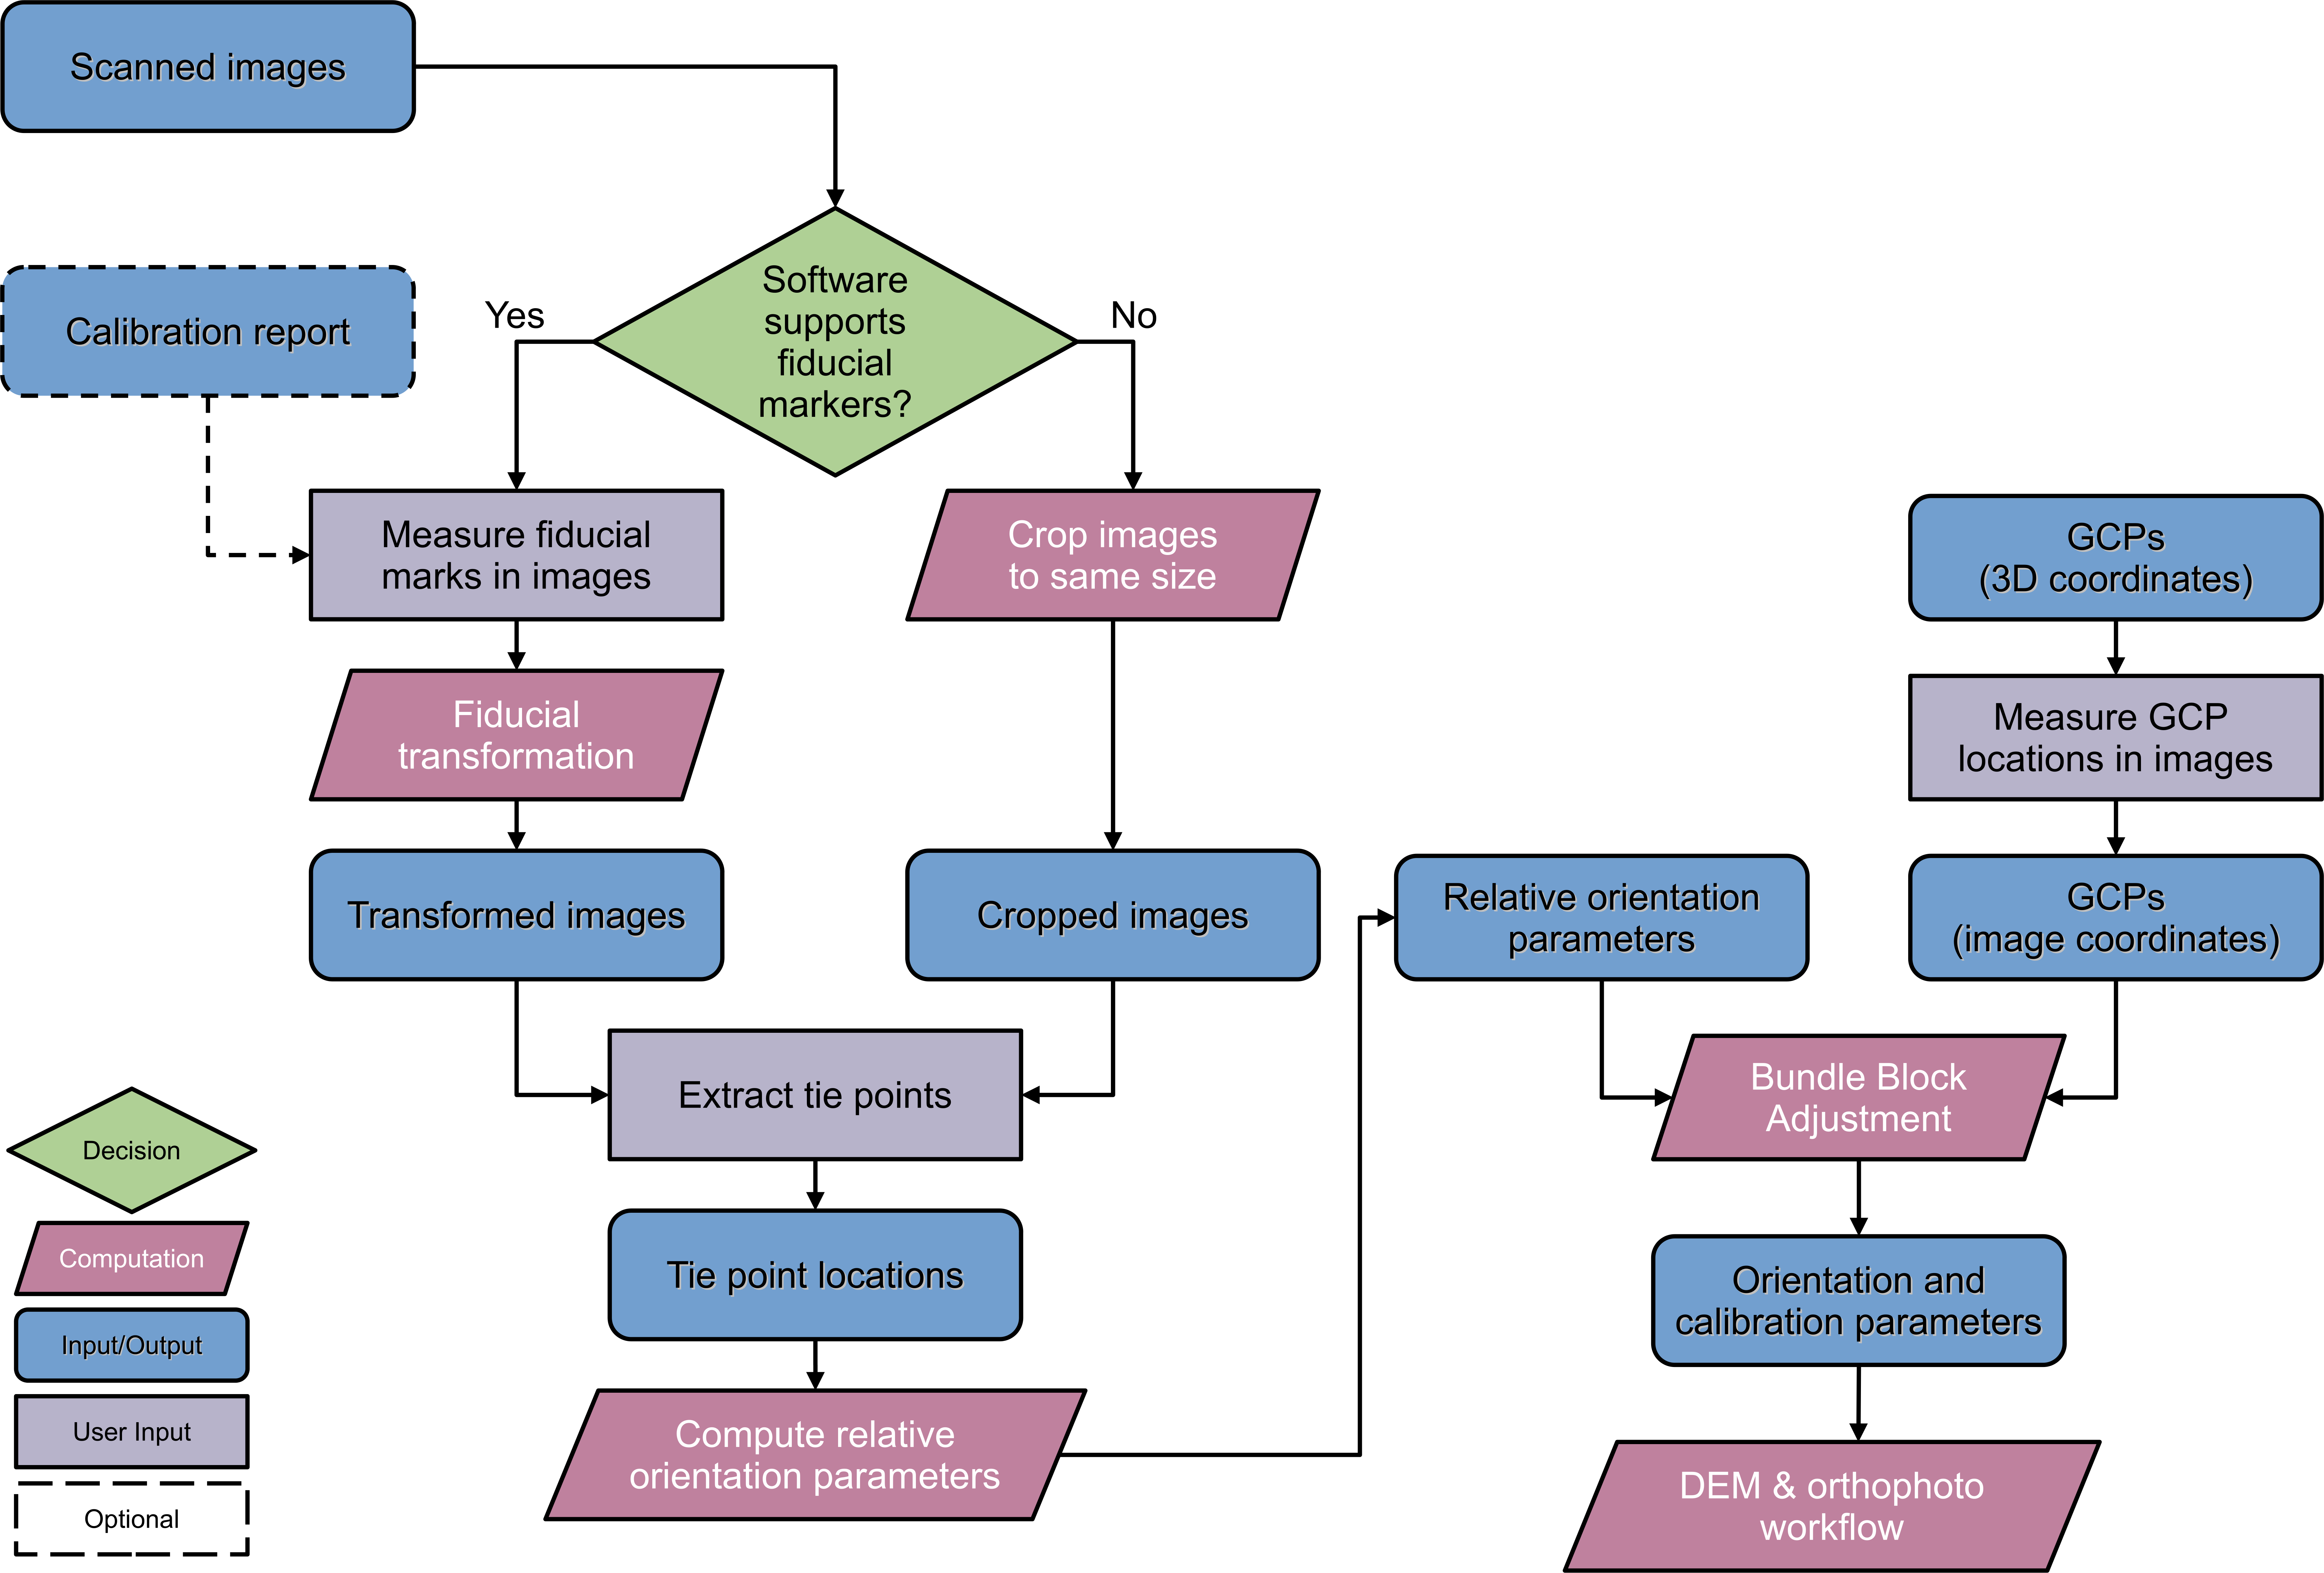 Scanned images
Calibration report
Yes
Software
supports
fiducial
markers?
No
Measure fiducial
marks in images
Crop images
to same size
GCPs
(3D coordinates)
Fiducial
transformation
Measure GCP
locations in images
Transformed images
Cropped images
Relative orientation
parameters
GCPs
(image coordinates)
Extract tie points
Bundle Block
Adjustment
Tie point locations
Orientation and
calibration parameters
Compute relative
orientation parameters
DEM & orthophoto
workflow
Decision
Computation
Input/Output
User Input
Optional